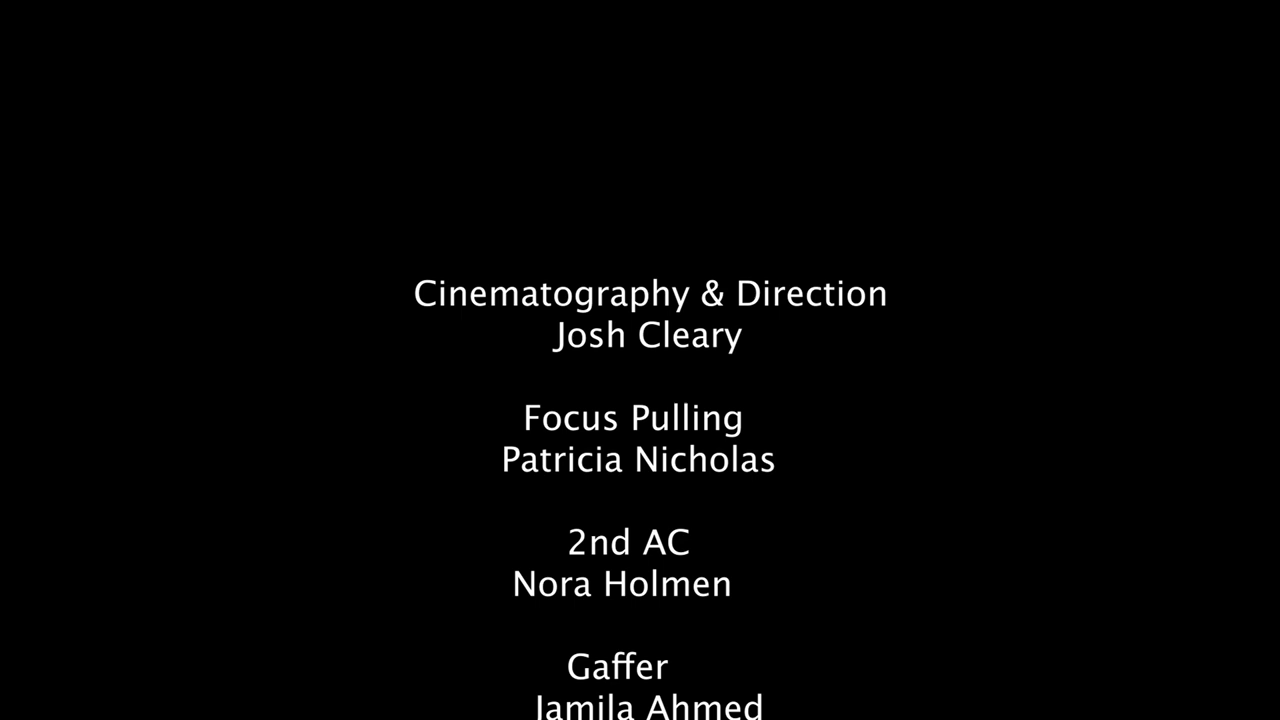 Cinematography & Direction
Josh Cleary
Focus Pulling
Patricia Nicholas
2nd AC
Nora Holmen
Gaffer
Jamila Ahmed